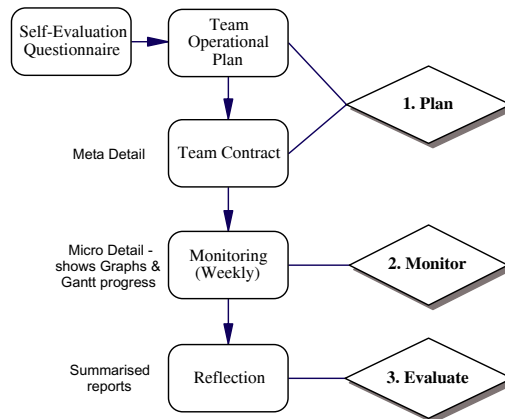 Self-Evaluation
Questionnaire
Team
Operational
Plan
1. Plan
Meta Detail
Team Contract
Micro Detail -
shows Graphs &
Gantt progress
Monitoring
(Weekly)
2. Monitor
Summarised
reports
Reflection
3. Evaluate